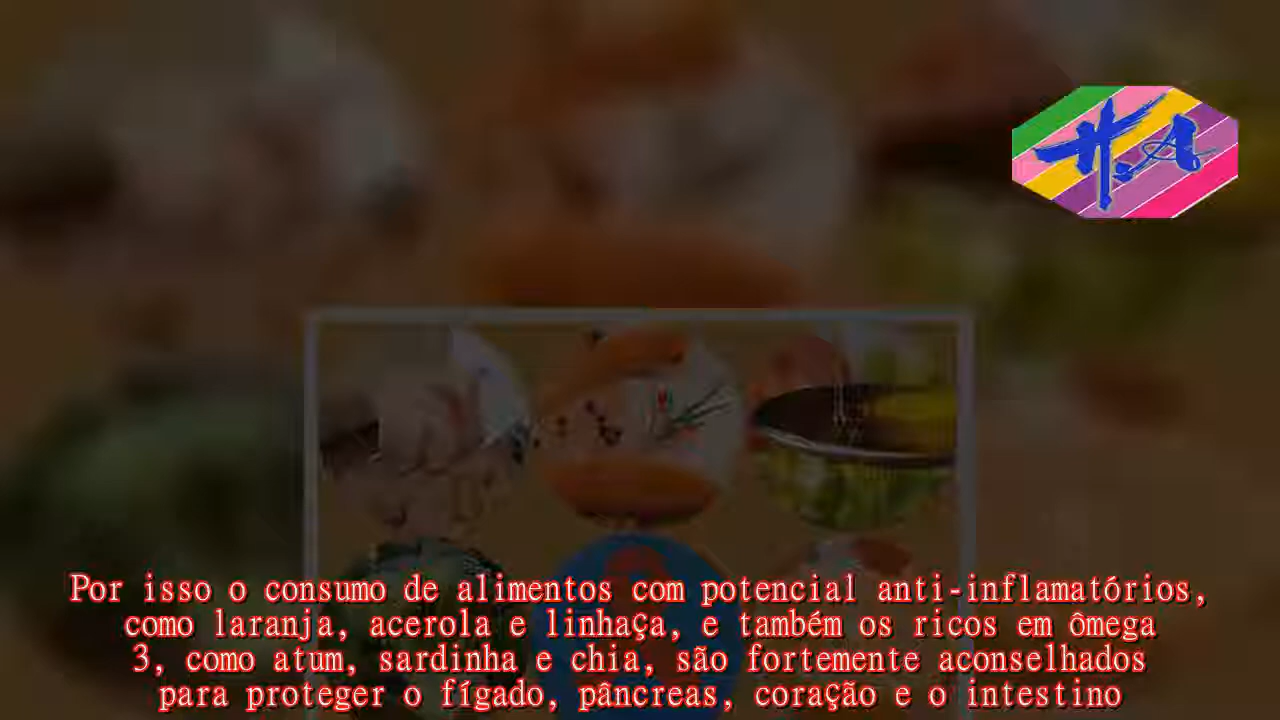 H.A
Por isso o consumo de alimentos com potencial anti-inflamatórios,
como laranja, acerola e linhaça, e também os ricos em ômega
3, como atum, sardinha e chia, são fortemente aconselhados
para proteger o fígado, pâncreas, coração e o intestino